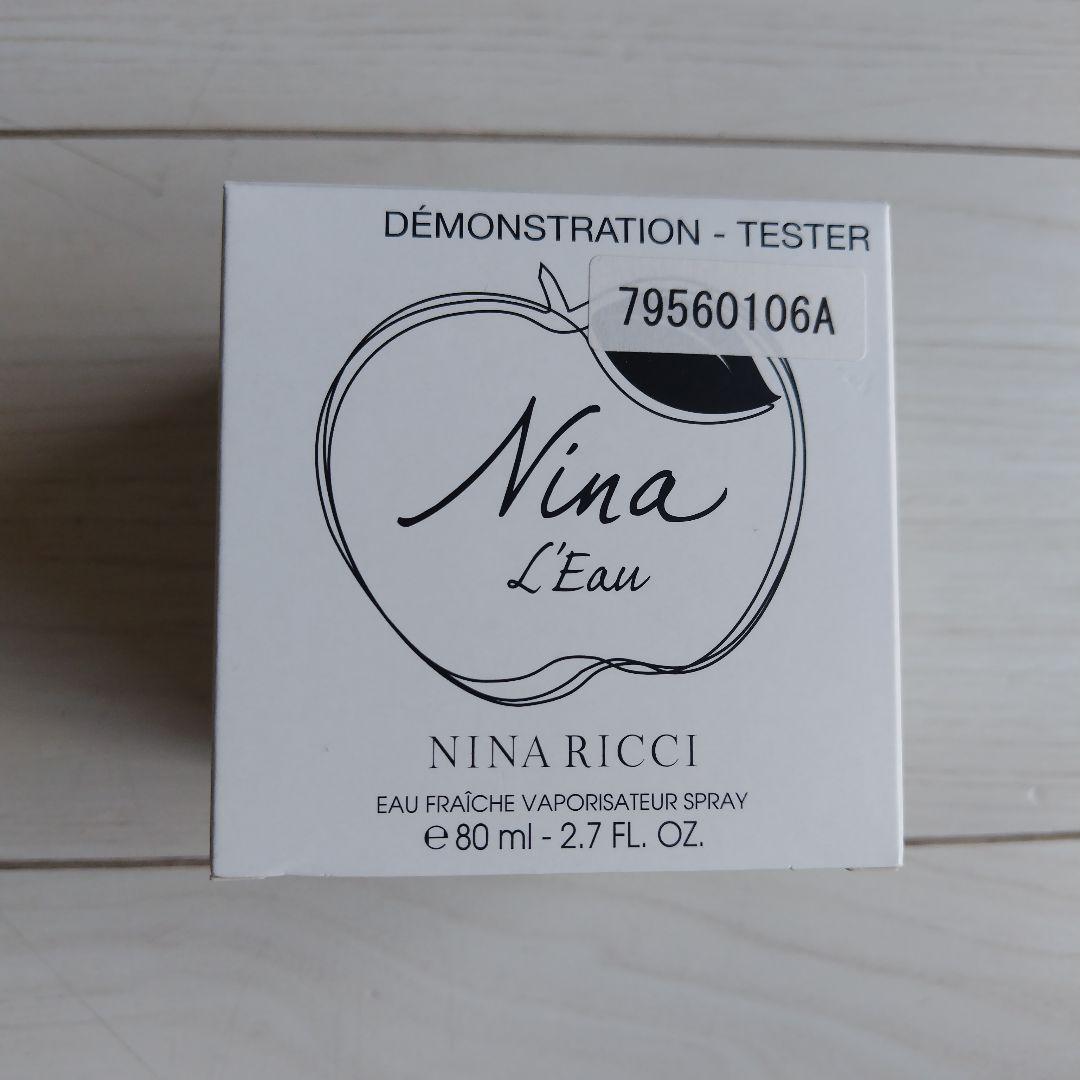 DÉMONSTRATION - TESTER
79560106A
Nina
L'Eau
NINA RICCI
EAU FRAÎCHE VAPORISATEUR SPRAY
℮ 80 ml - 2.7 FL. OZ.